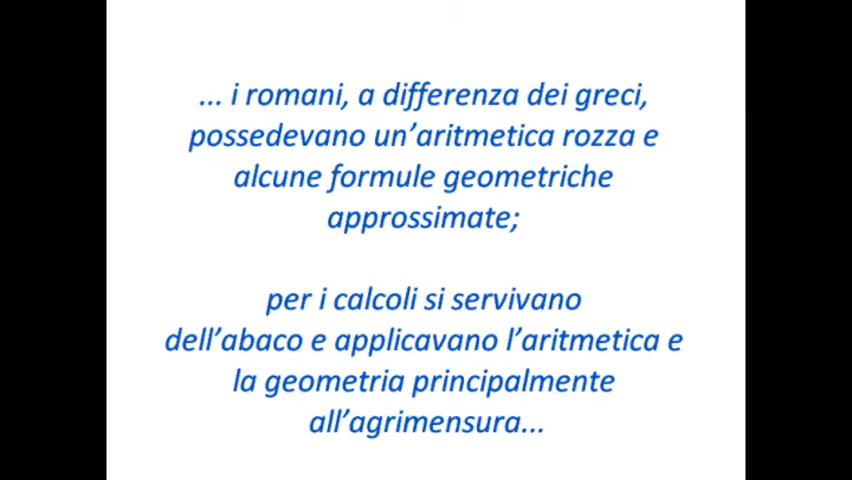 ... i romani, a differenza dei greci,
possedevano un’aritmetica rozza e
alcune formule geometriche
approssimate;
per i calcoli si servivano
dell’abaco e applicavano l’aritmetica e
la geometria principalmente
all’agrimensura...